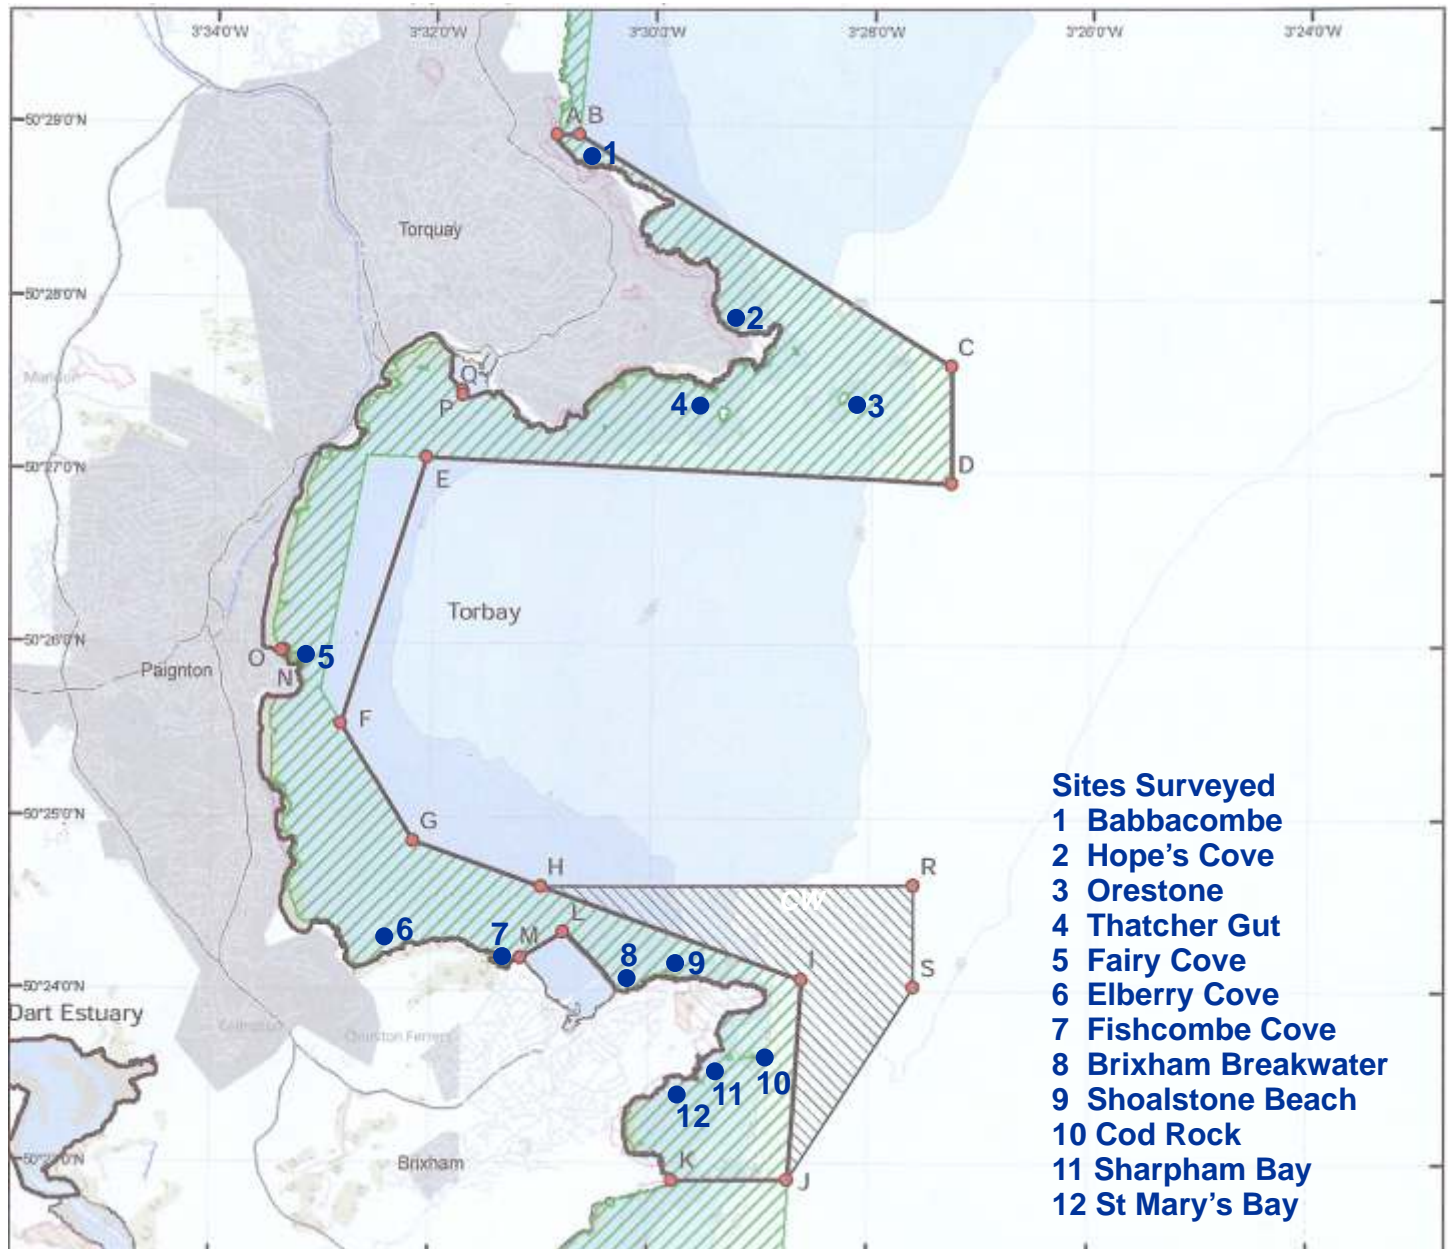 3°34'0"W 3°32'0"W 3°30'0"W 3°28'0"W 3°26'0"W 3°24'0"W
50°29'0"N
A B
1
Torquay
50°28'0"N
2
C
Q
P
4
3
50°27'0"N
D
E
Torbay
50°26'0"N
O
5
Paignton
N
F
Sites Surveyed
1 Babbacombe
2 Hope's Cove
3 Orestone
4 Thatcher Gut
5 Fairy Cove
6 Elberry Cove
7 Fishcombe Cove
8 Brixham Breakwater
9 Shoalstone Beach
10 Cod Rock
11 Sharpham Bay
12 St Mary's Bay
50°25'0"N
G
H
R
CW
L
6
7
M
8
9
I
S
50°24'0"N
Dart Estuary
10
11
12
Brixham
K
J